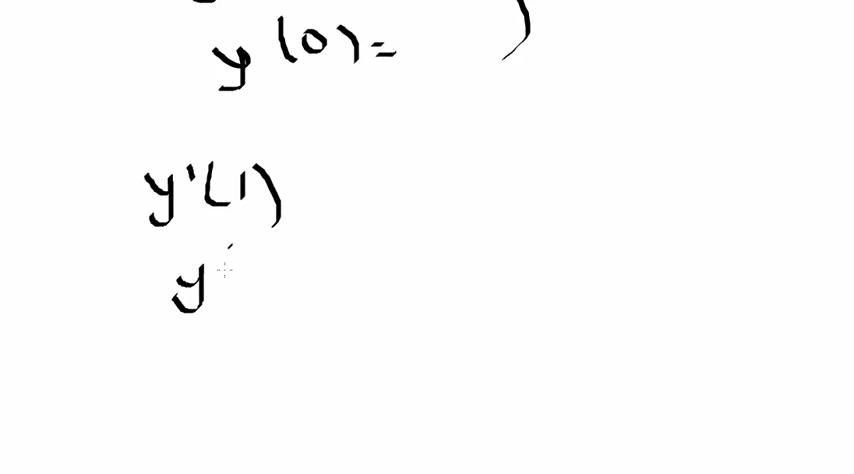 y(0)=
y'(1)
y'